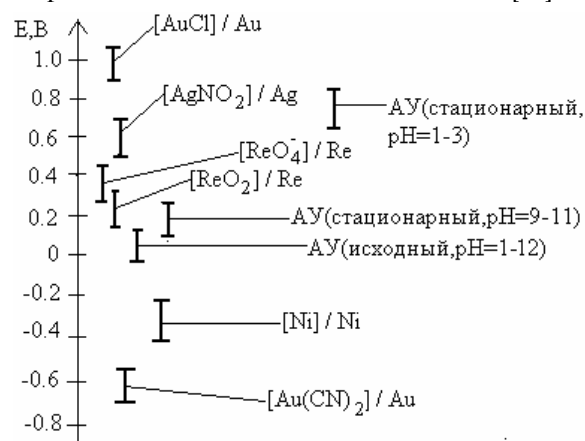 E,В
[AuCl] / Au
1.0
[AgNO₂] / Ag
0.8
АУ(стационарный,
pH=1-3)
0.6
[ReO₄⁻] / Re
0.4
[ReO₂] / Re
0.2
АУ(стационарный,pH=9-11)
0
АУ(исходный,pH=1-12)
-0.2
[Ni] / Ni
-0.4
-0.6
[Au(CN)₂] / Au
-0.8